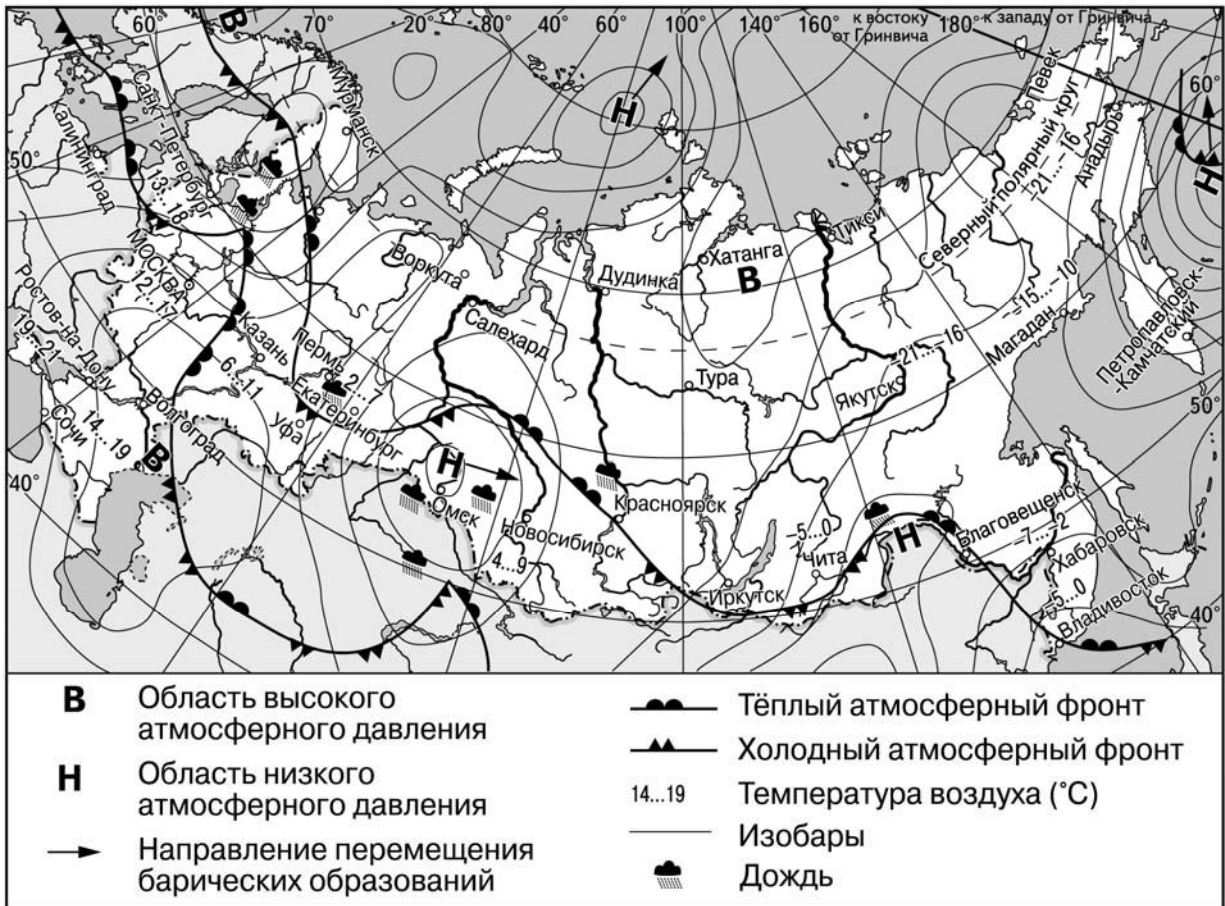 60°
В
70°
20
80°
40
60°
100°
120
140
160°
к востоку
от Гринвича
180°
к западу от Гринвича
Мурманск
Санкт-Петербург
Калининград
50°
13...18
Н
Певек
Северный полярный круг
-21...-16
Анадырь
60°
Н
МОСКВА
12...17
Воркута
Дудинка
Хатанга
В
Тикси
Ростов-на-Дону
19...21
Казань
6...11
Пермь
2...7
Салехард
Тура
-21...-16
Якутск
-15...-10
Магадан
Петропавловск-
-Камчатский
Сочи
14...19
В
Волгоград
Уфа
Екатеринбург
50°
40°
Н
Омск
Новосибирск
4...9
Красноярск
-5...0
Чита
Иркутск
Н
Благовещенск
-7...-2
Хабаровск
-5...0
Владивосток
40°
В
Область высокого
атмосферного давления
Н
Область низкого
атмосферного давления
Направление перемещения
барических образований
Тёплый атмосферный фронт
Холодный атмосферный фронт
14...19
Температура воздуха (°С)
Изобары
Дождь